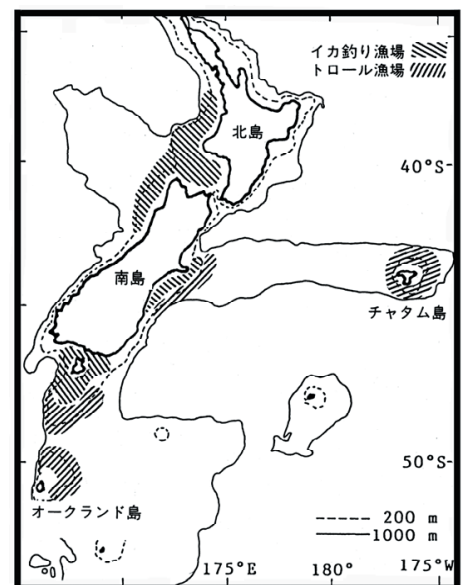 イカ釣り漁場
トロール漁場
北島
40°S
南島
チャタム島
50°S
オークランド島
200 m
1000 m
175°E
180°
175°W